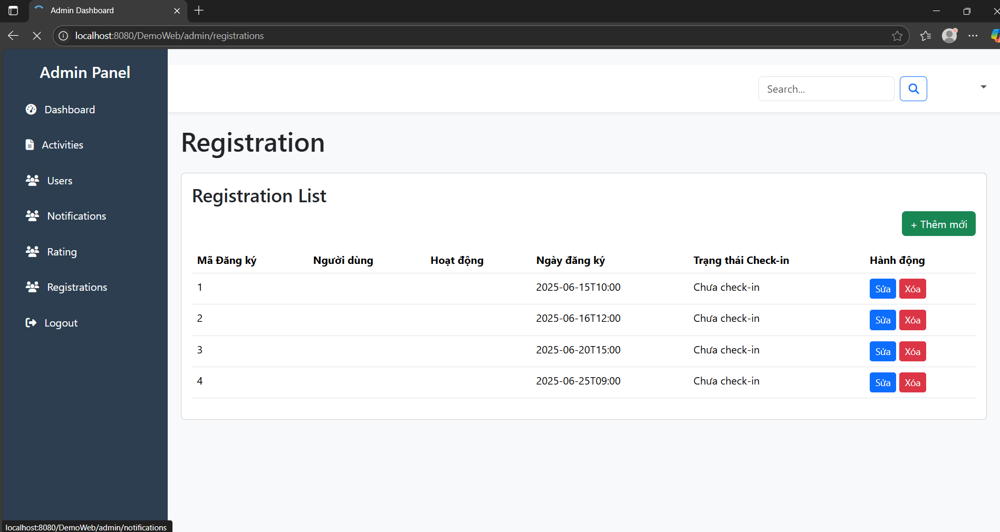 Admin Dashboard
localhost:8080/DemoWeb/admin/registrations
Admin Panel
Dashboard
Activities
Users
Notifications
Rating
Registrations
Logout
Search...
Registration
Registration List
+ Thêm mới
Mã Đăng ký Người dùng Hoạt động Ngày đăng ký Trạng thái Check-in Hành động
1 2025-06-15T10:00 Chưa check-in Sửa Xóa
2 2025-06-16T12:00 Chưa check-in Sửa Xóa
3 2025-06-20T15:00 Chưa check-in Sửa Xóa
4 2025-06-25T09:00 Chưa check-in Sửa Xóa
localhost:8080/DemoWeb/admin/notifications